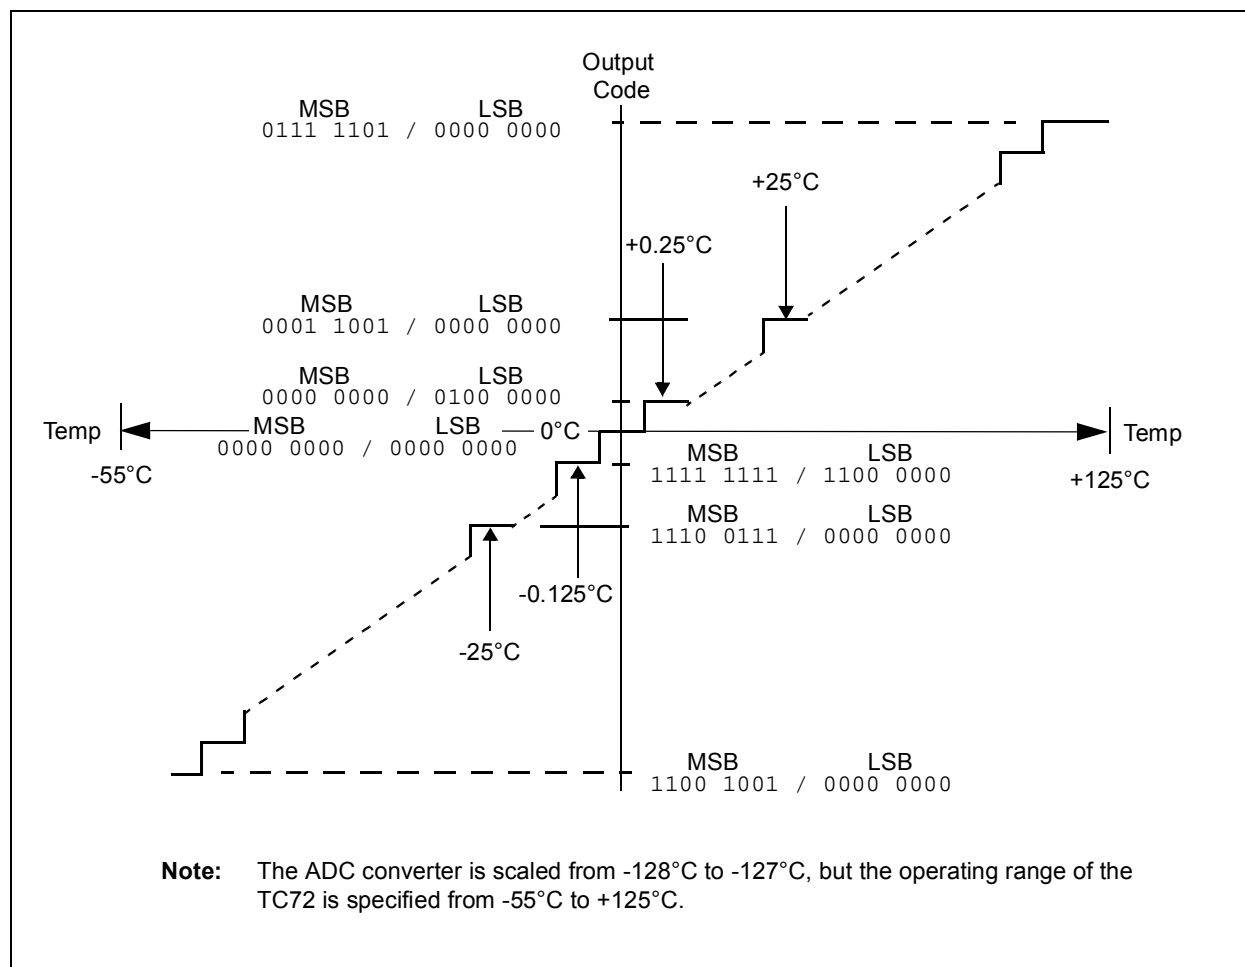 Output
Code
MSB LSB
0111 1101 / 0000 0000
+25°C
+0.25°C
MSB LSB
0001 1001 / 0000 0000
MSB LSB
0000 0000 / 0100 0000
Temp MSB LSB 0°C Temp
0000 0000 / 0000 0000
-55°C +125°C
MSB LSB
1111 1111 / 1100 0000
MSB LSB
1110 0111 / 0000 0000
-0.125°C
-25°C
MSB LSB
1100 1001 / 0000 0000
Note: The ADC converter is scaled from -128°C to -127°C, but the operating range of the
TC72 is specified from -55°C to +125°C.